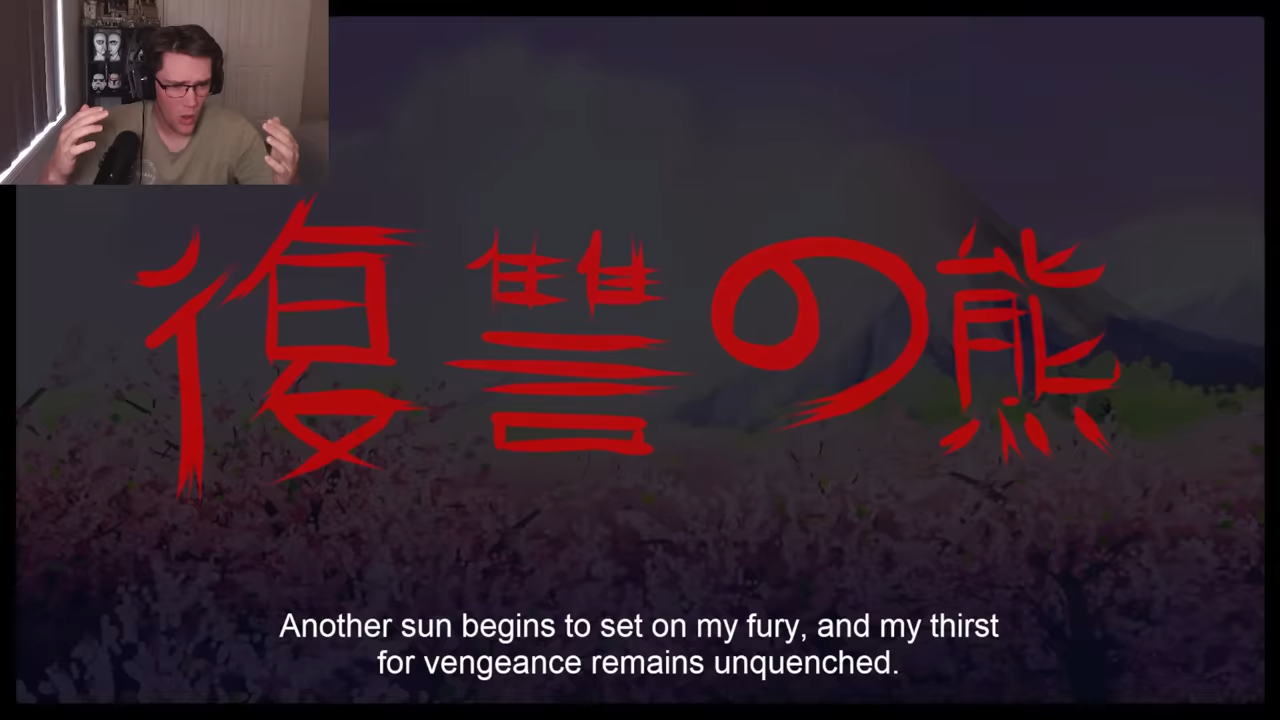 復讐の熊
Another sun begins to set on my fury, and my thirst
for vengeance remains unquenched.